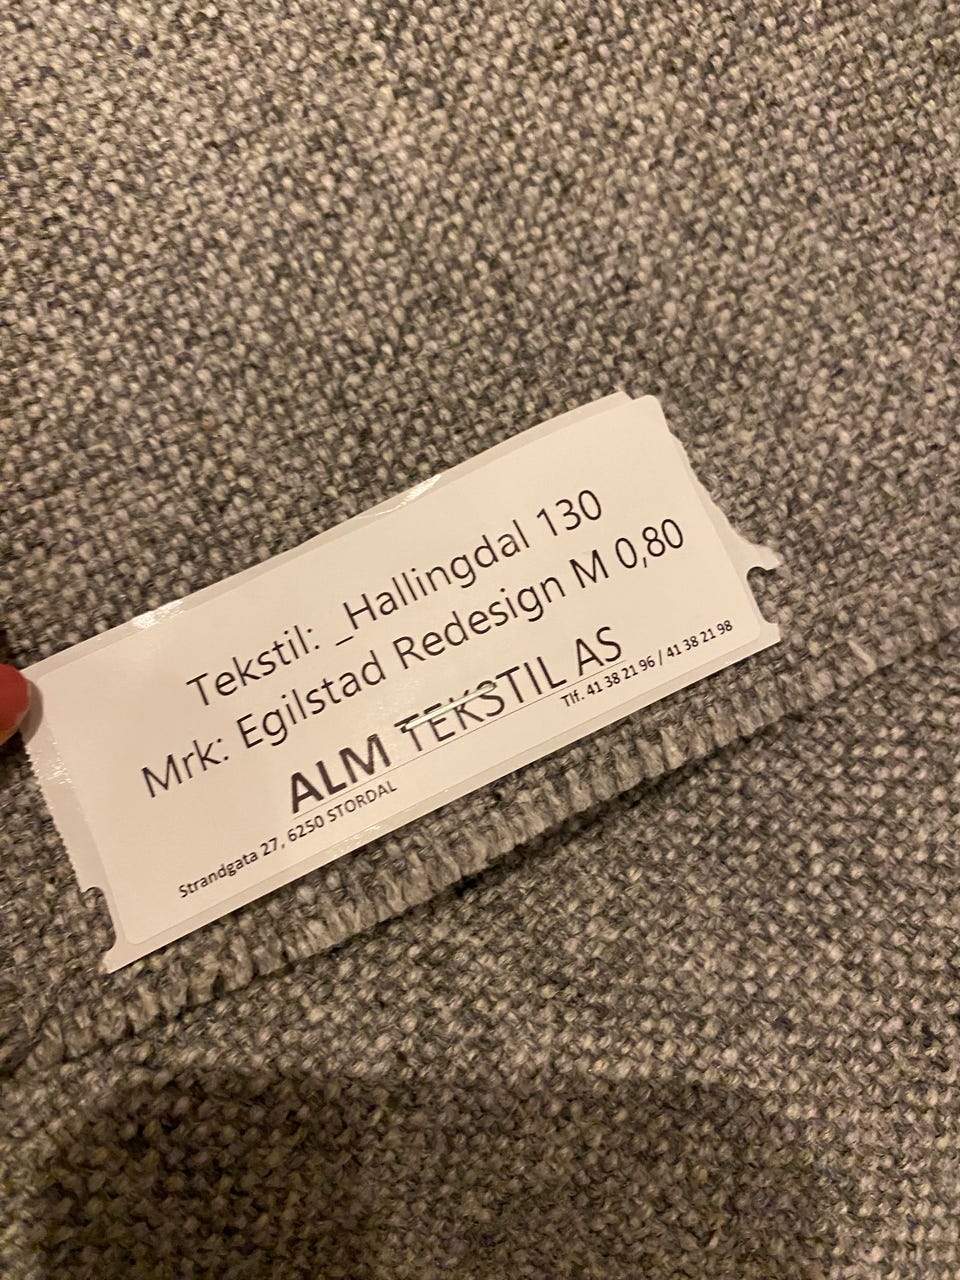 Tekstil: _Hallingdal 130
Mrk: Egilstad Redesign M 0,80
ALM TEKSTIL AS
Strandgata 27, 6250 STORDAL
Tlf. 41 38 21 96 / 41 38 21 98